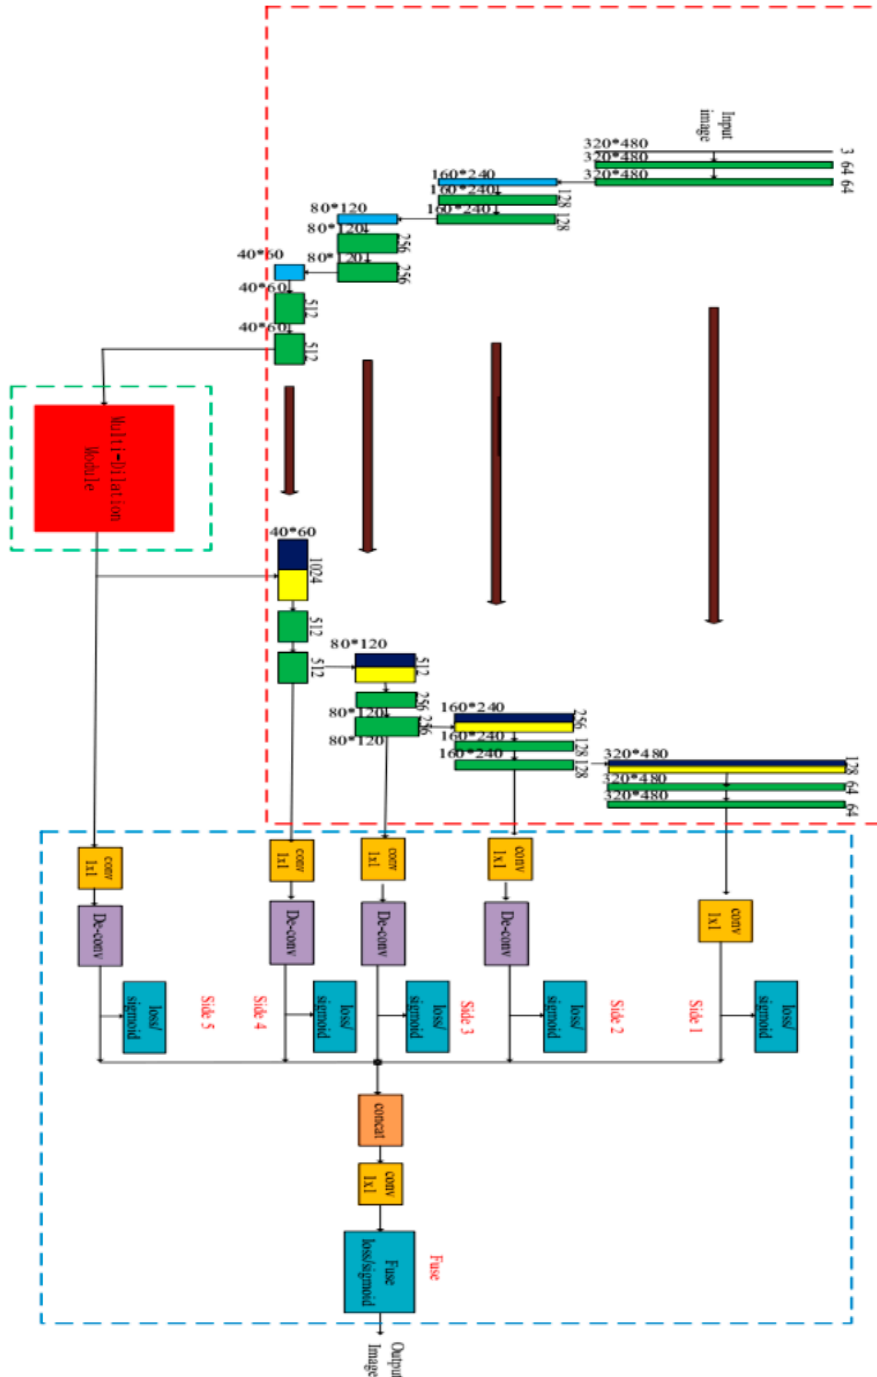 Input
image
320*480
3
320*480
64
320*480
64
160*240
160*240
128
160*240
128
80*120
80*120
256
80*120
256
40*60
40*60
512
40*60
512
Multi-Dilation
Module
40*60
1024
512
512
80*120
512
256
80*120
256
80*120
160*240
256
160*240
128
160*240
128
320*480
128
320*480
64
320*480
64
conv
1x1
conv
1x1
conv
1x1
conv
1x1
conv
1x1
De-conv
De-conv
De-conv
De-conv
loss/
sigmoid
Side 5
Side 4
loss/
sigmoid
loss/
sigmoid
Side 3
loss/
sigmoid
Side 2
Side 1
loss/
sigmoid
concat
conv
1x1
Fuse
loss/sigmoid
Fuse
Output
Image